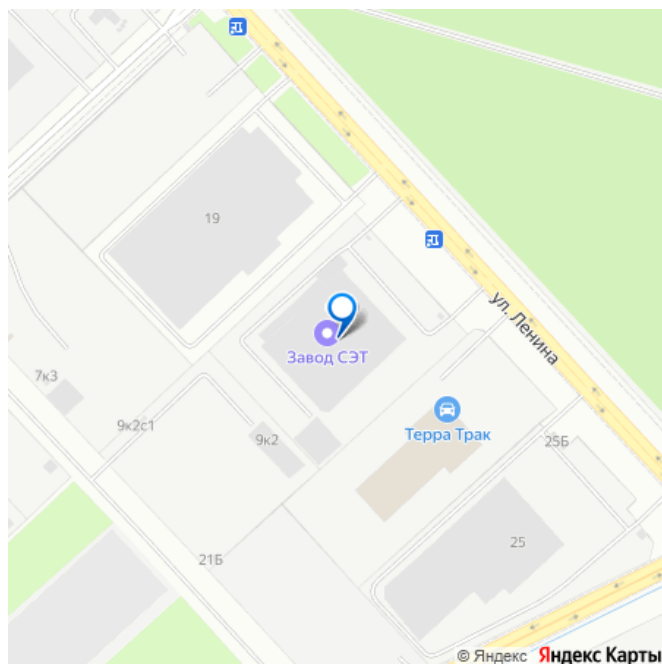 19
ул. Ленина
Завод СЭТ
7к3
9к2с1
9к2
Терра Трак
25Б
25
21Б
© Яндекс Яндекс Карты